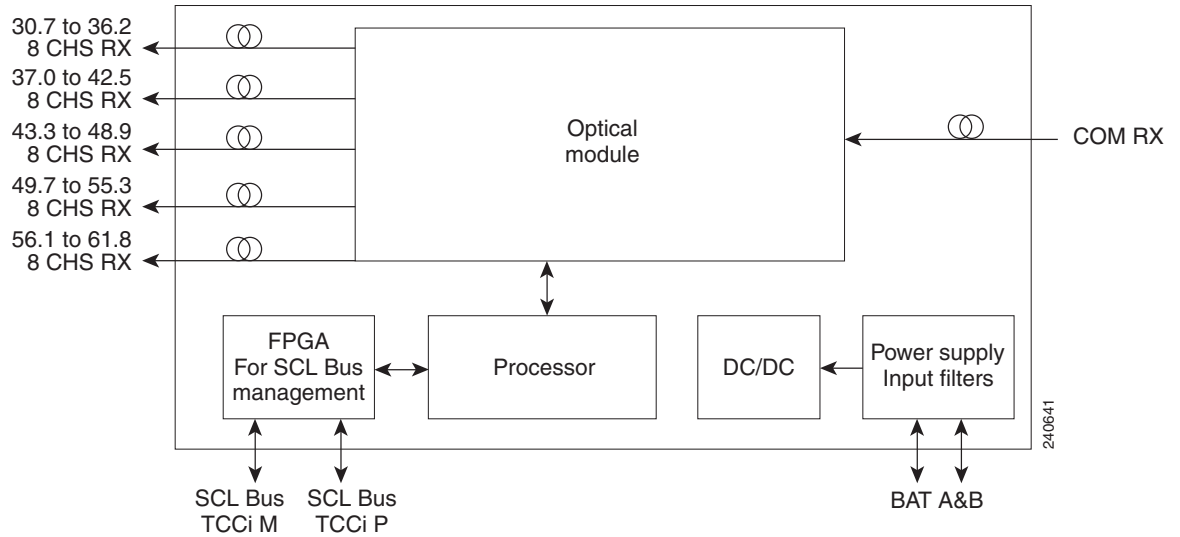 30.7 to 36.2
8 CHS RX
37.0 to 42.5
8 CHS RX
43.3 to 48.9
8 CHS RX
49.7 to 55.3
8 CHS RX
56.1 to 61.8
8 CHS RX
Optical
module
COM RX
FPGA
For SCL Bus
management
Processor
DC/DC
Power supply
Input filters
240641
SCL Bus
TCCi M
SCL Bus
TCCi P
BAT A&B